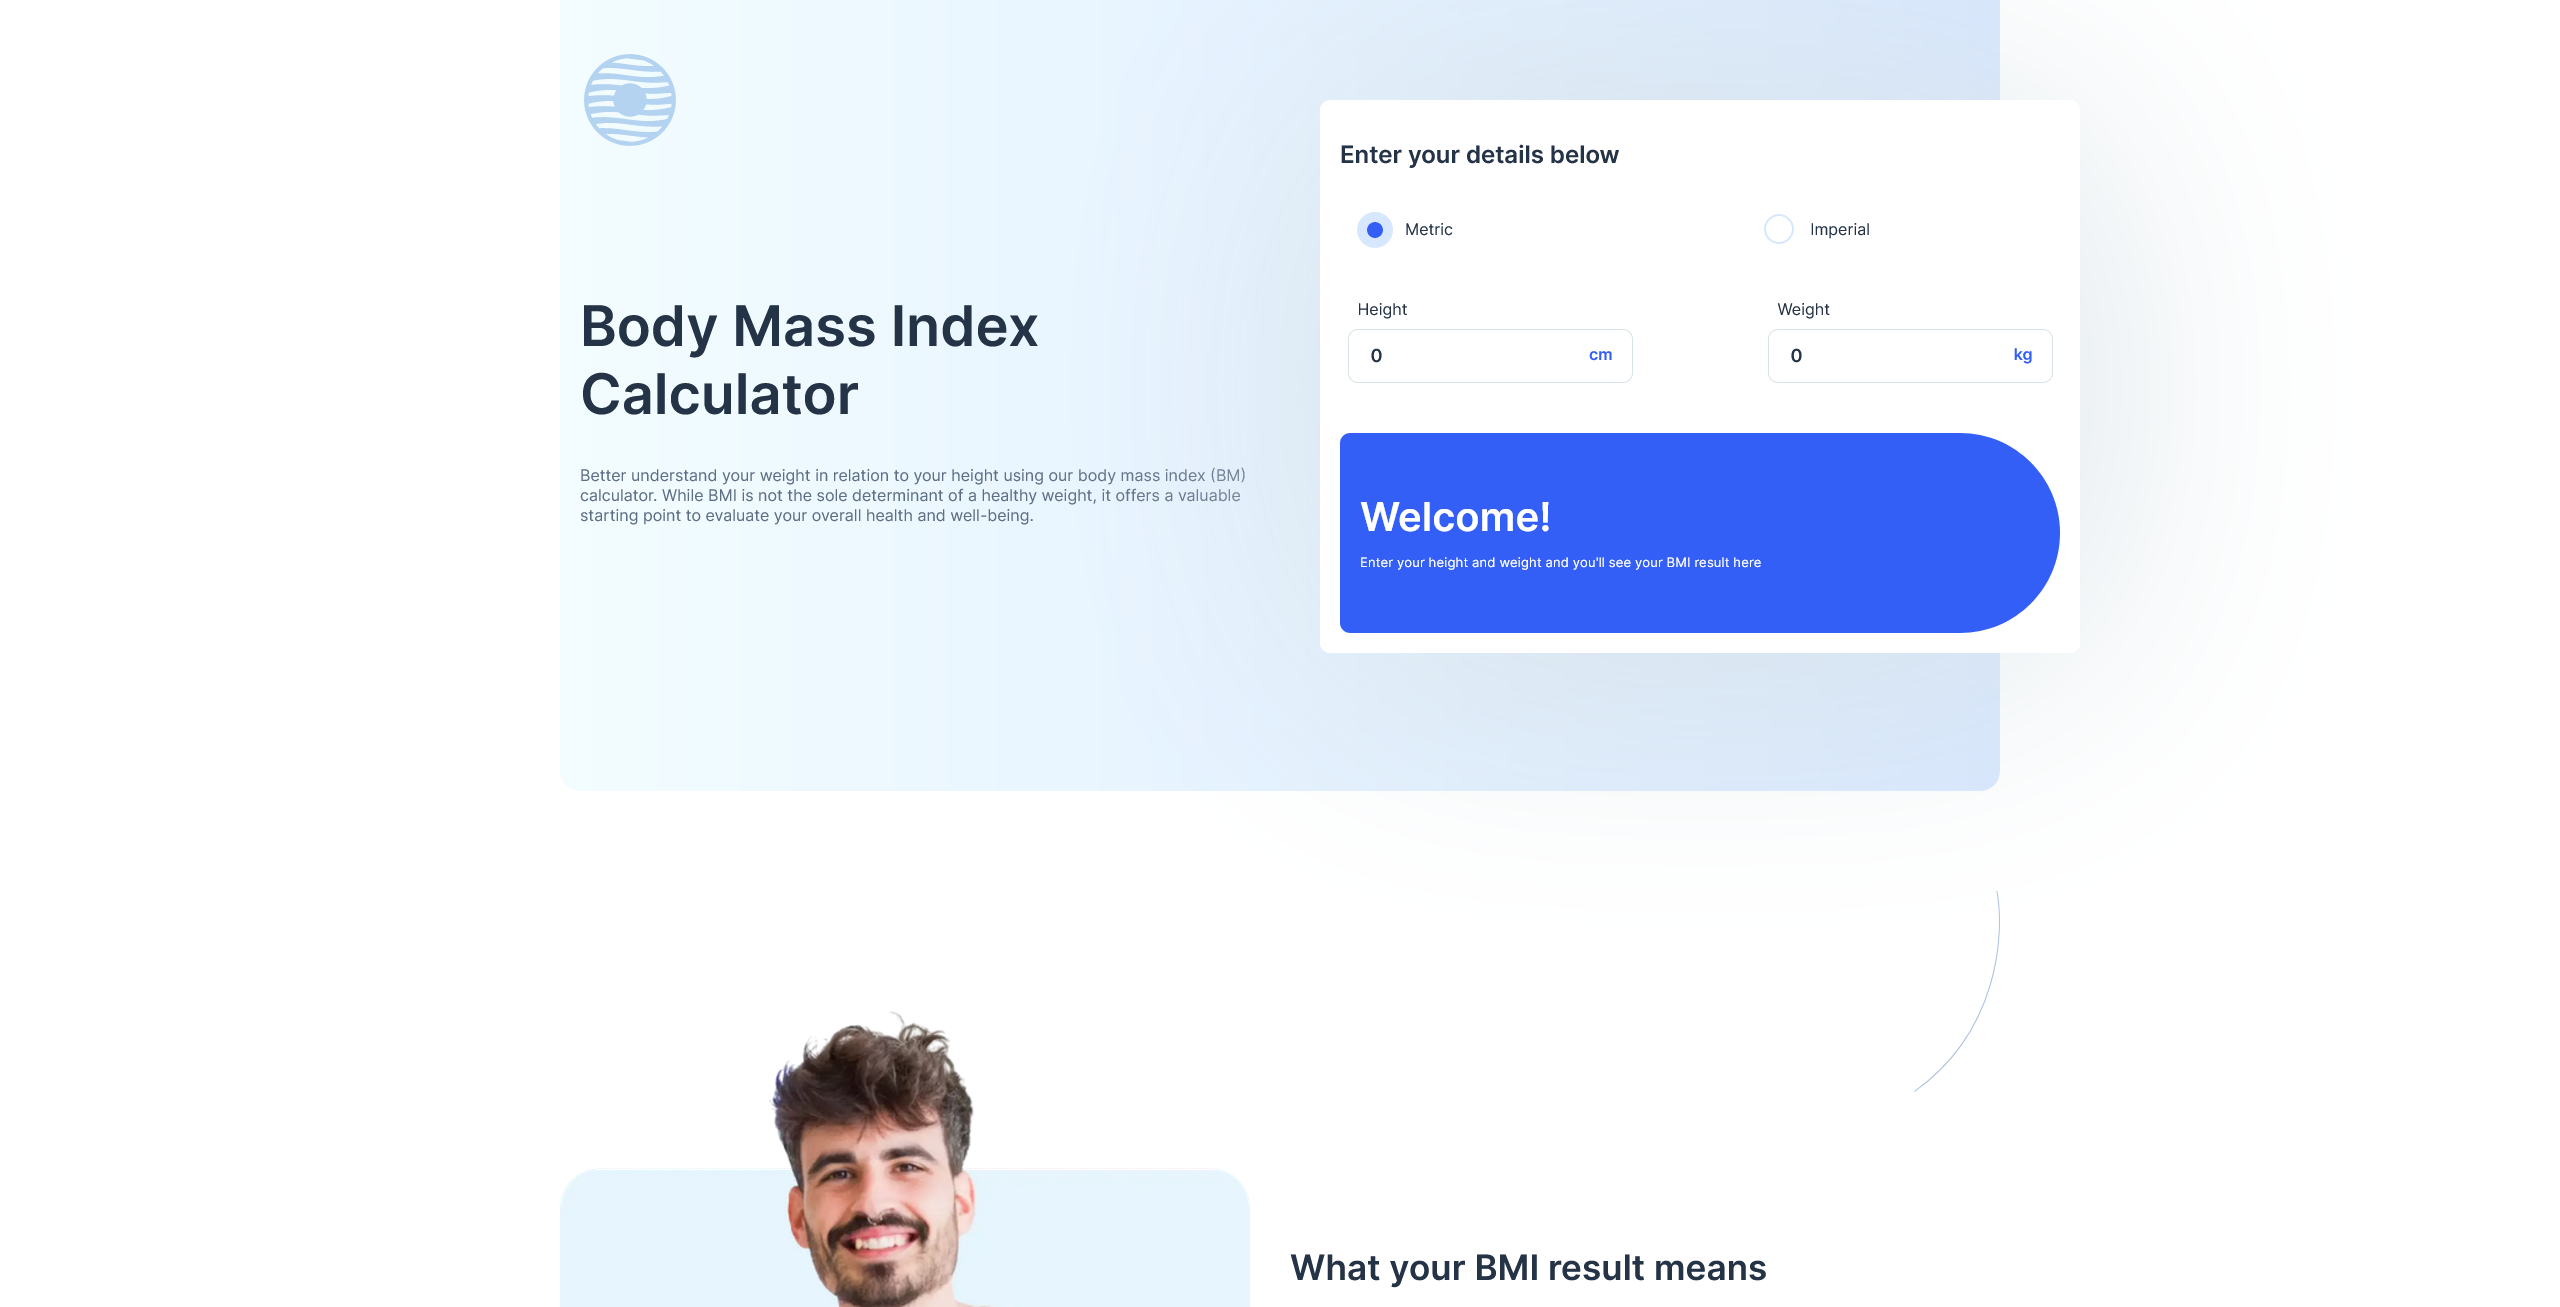 Body Mass Index
Calculator
Better understand your weight in relation to your height using our body mass index (BM)
calculator. While BMI is not the sole determinant of a healthy weight, it offers a valuable
starting point to evaluate your overall health and well-being.
Enter your details below
Metric
Imperial
Height
Weight
0 cm
0 kg
Welcome!
Enter your height and weight and you'll see your BMI result here
What your BMI result means